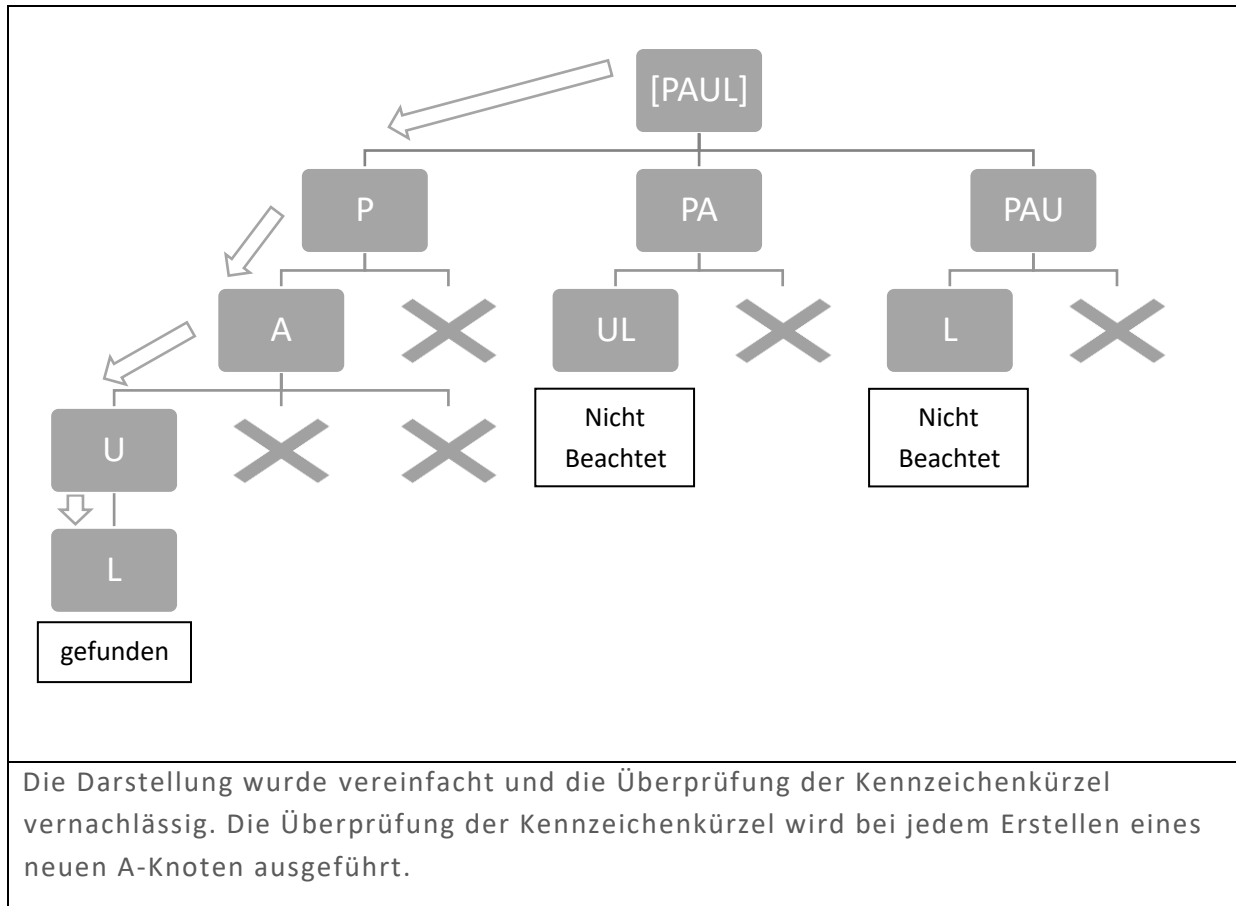 [PAUL]
P
PA
PAU
A
UL
L
Nicht
Beachtet
Nicht
Beachtet
U
L
gefunden
Die Darstellung wurde vereinfacht und die Überprüfung der Kennzeichenkürzel
vernachlässig. Die Überprüfung der Kennzeichenkürzel wird bei jedem Erstellen eines
neuen A-Knoten ausgeführt.